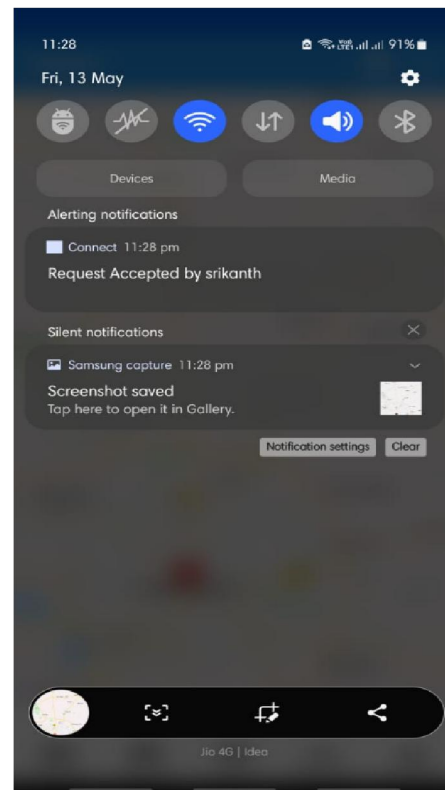 11:28
91%
Fri, 13 May
Devices
Media
Alerting notifications
Connect 11:28 pm
Request Accepted by srikanth
Silent notifications
Samsung capture 11:28 pm
Screenshot saved
Tap here to open it in Gallery.
Notification settings
Clear
Jio 4G | Idea